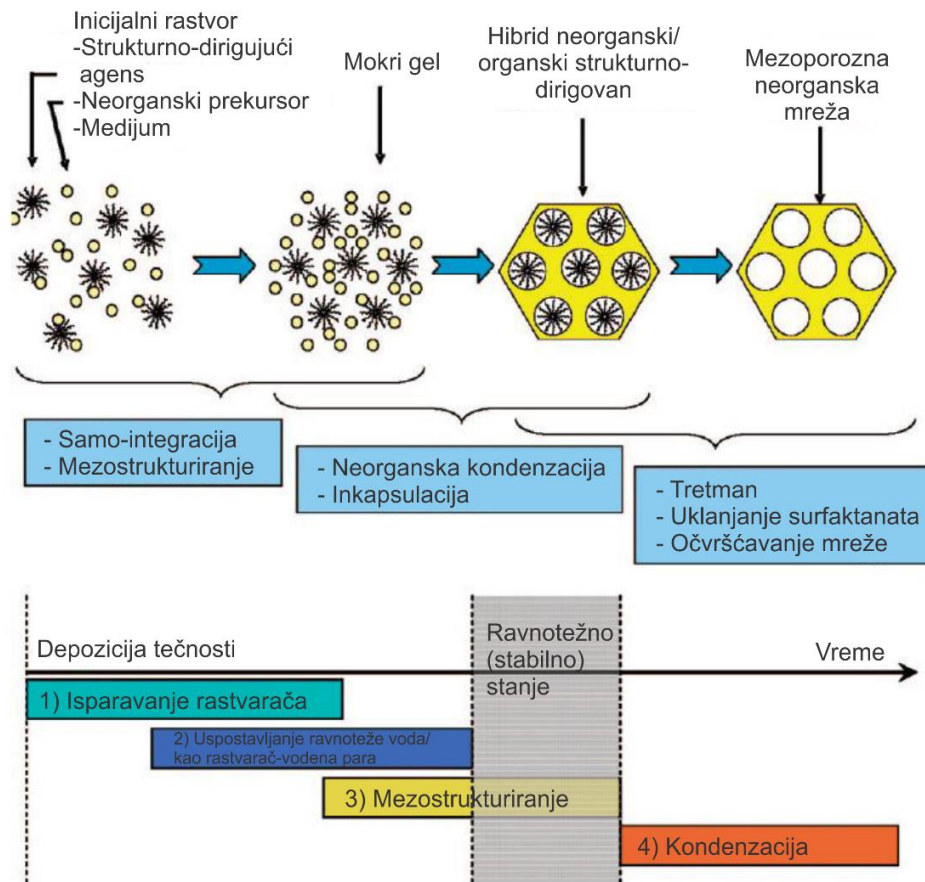 Inicijalni rastvor
-Strukturno-dirigujući
agens
-Neorganski prekursor
-Medijum
Mokri gel
Hibrid neorganski/
organski strukturno-
dirigovan
Mezoporozna
neorganska
mreža
- Samo-integracija
- Mezostrukturiranje
- Neorganska kondenzacija
- Inkapsulacija
- Tretman
- Uklanjanje surfaktanata
- Očvršćavanje mreže
Depozicija tečnosti
Ravnotežno
(stabilno)
stanje
Vreme
1) Isparavanje rastvarača
2) Uspostavljanje ravnoteže voda/
kao rastvarač-vodena para
3) Mezostrukturiranje
4) Kondenzacija